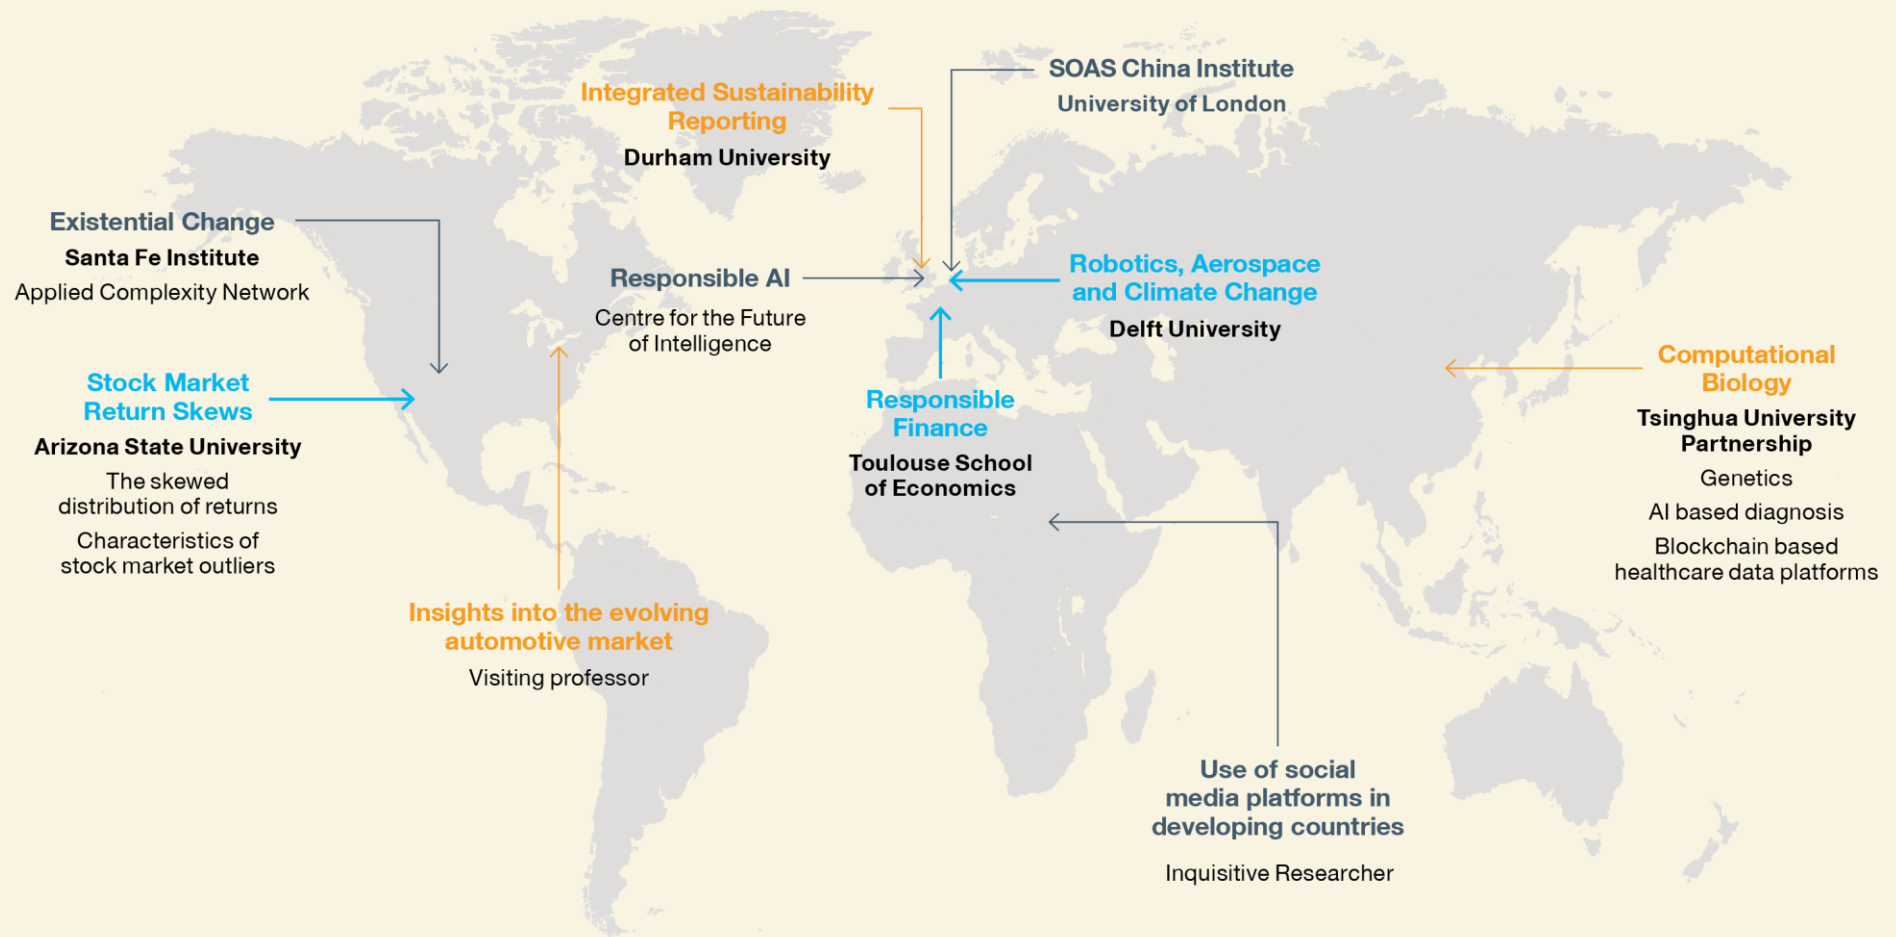 SOAS China Institute
University of London
Integrated Sustainability
Reporting
Durham University
Existential Change
Santa Fe Institute
Applied Complexity Network
Responsible AI
Centre for the Future
of Intelligence
Robotics, Aerospace
and Climate Change
Delft University
Stock Market
Return Skews
Arizona State University
The skewed
distribution of returns
Characteristics of
stock market outliers
Responsible
Finance
Toulouse School
of Economics
Computational
Biology
Tsinghua University
Partnership
Genetics
AI based diagnosis
Blockchain based
healthcare data platforms
Insights into the evolving
automotive market
Visiting professor
Use of social
media platforms in
developing countries
Inquisitive Researcher